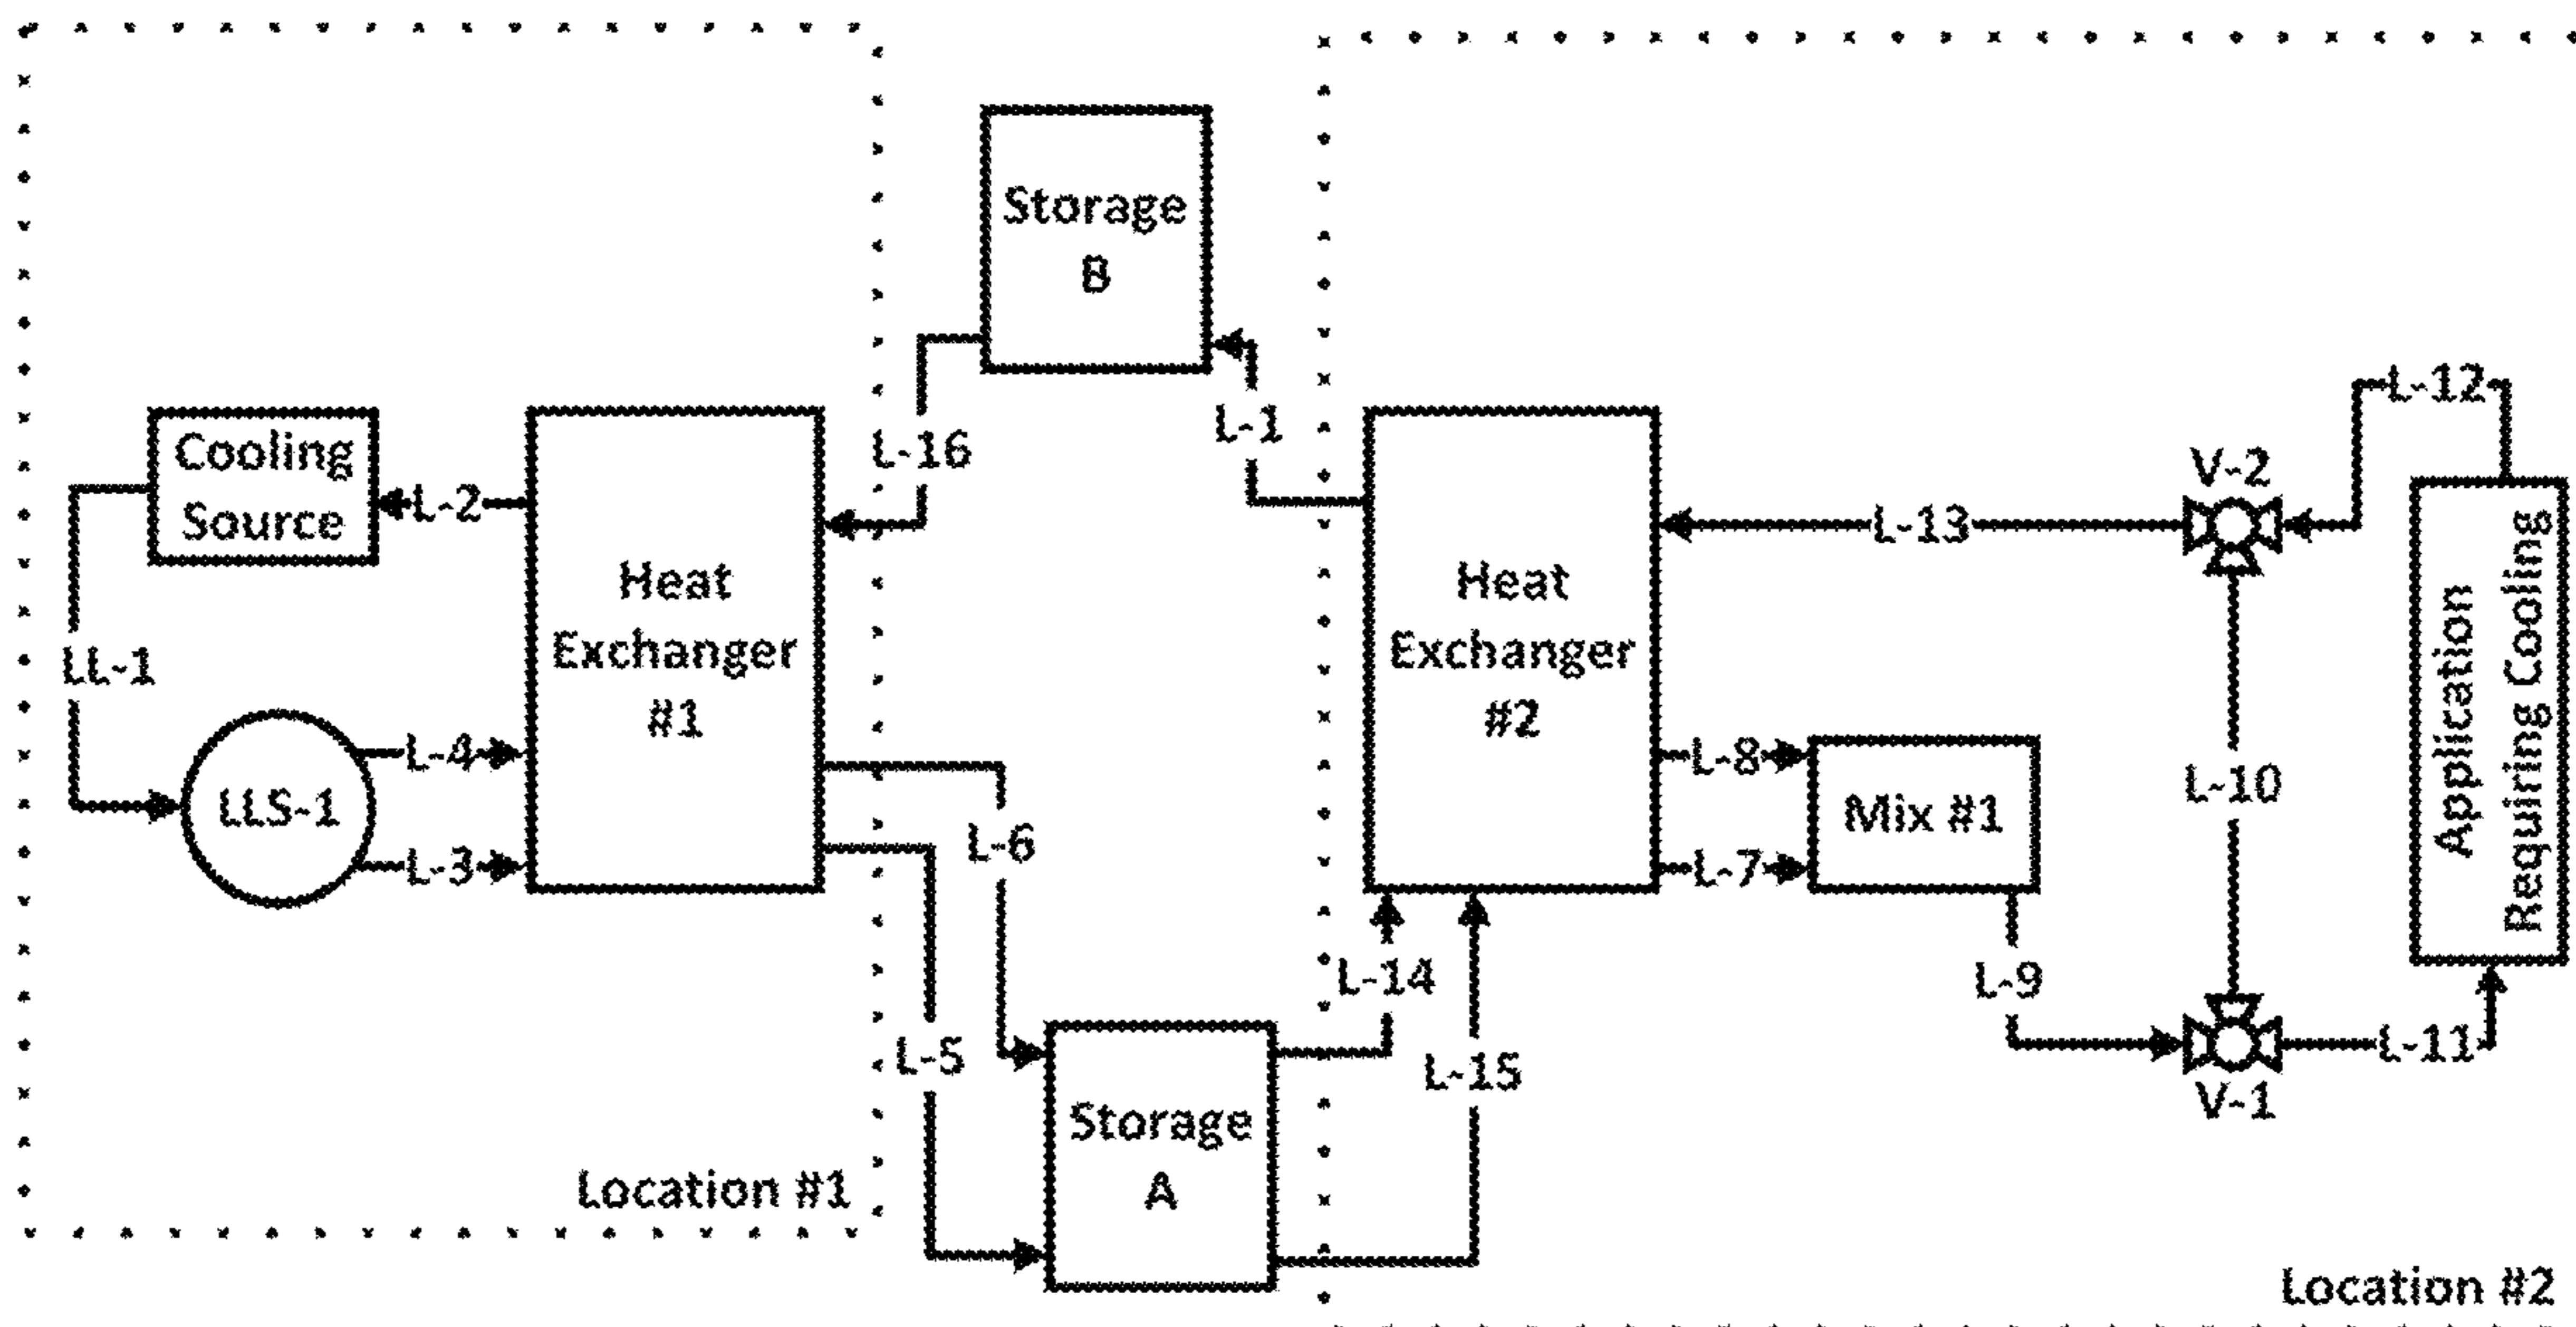 Storage
B
L-12
Cooling
Source
L-16
L-1
V-2
L-2
L-13
Heat
Exchanger
#1
Heat
Exchanger
#2
Application
Requiring Cooling
LL-1
L-4
LLS-1
L-3
L-6
L-8
Mix #1
L-7
L-10
L-14
L-9
L-5
L-15
L-11
V-1
Storage
A
Location #1
Location #2